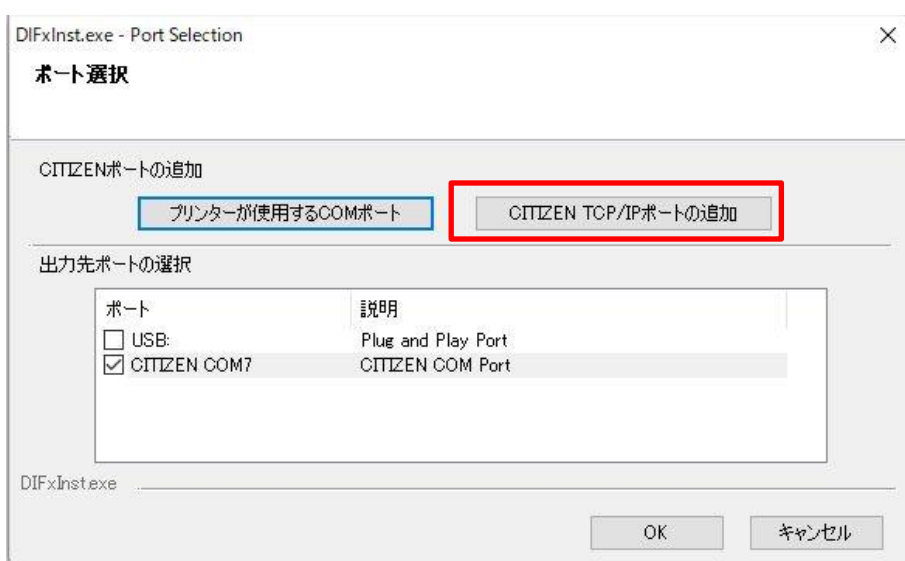 DIFxInst.exe - Port Selection
ポート選択
CITIZENポートの追加
プリンターが使用するCOMポート
CITIZEN TCP/IPポートの追加
出力先ポートの選択
ポート 説明
USB: Plug and Play Port
CITIZEN COM7 CITIZEN COM Port
DIFxInst.exe
OK キャンセル